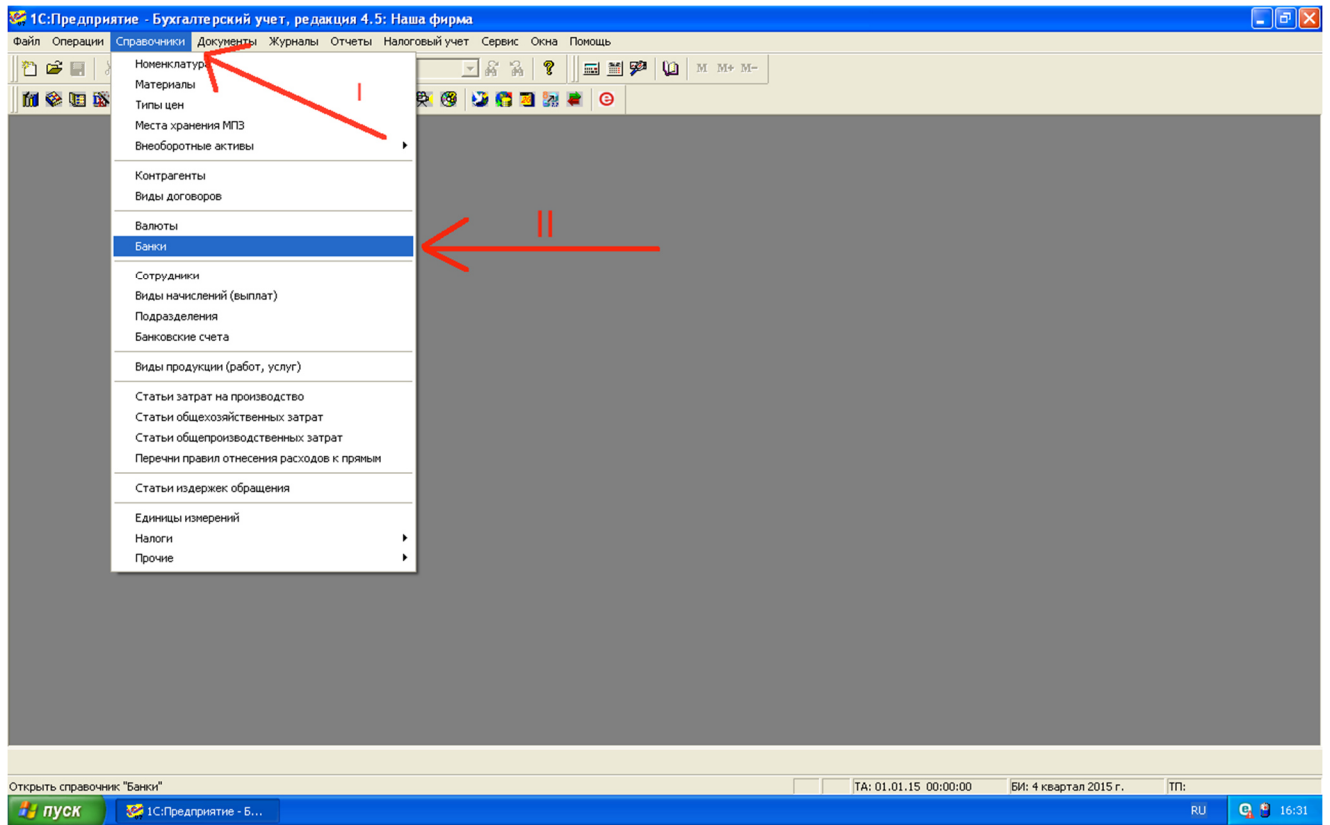 1С:Предприятие - Бухгалтерский учет, редакция 4.5: Наша фирма
Файл Операции Справочники Документы Журналы Отчеты Налоговый учет Сервис Окна Помощь
M M+ M-
Номенклатура
Материалы
Типы цен
I
Места хранения МПЗ
Внеоборотные активы
Контрагенты
Виды договоров
Валюты
II
Банки
Сотрудники
Виды начислений (выплат)
Подразделения
Банковские счета
Виды продукции (работ, услуг)
Статьи затрат на производство
Статьи общехозяйственных затрат
Статьи общепроизводственных затрат
Перечни правил отнесения расходов к прямым
Статьи издержек обращения
Единицы измерений
Налоги
Прочие
Открыть справочник "Банки" ТА: 01.01.15 00:00:00 БИ: 4 квартал 2015 г. ТП:
пуск 1С:Предприятие - Б... RU 16:31